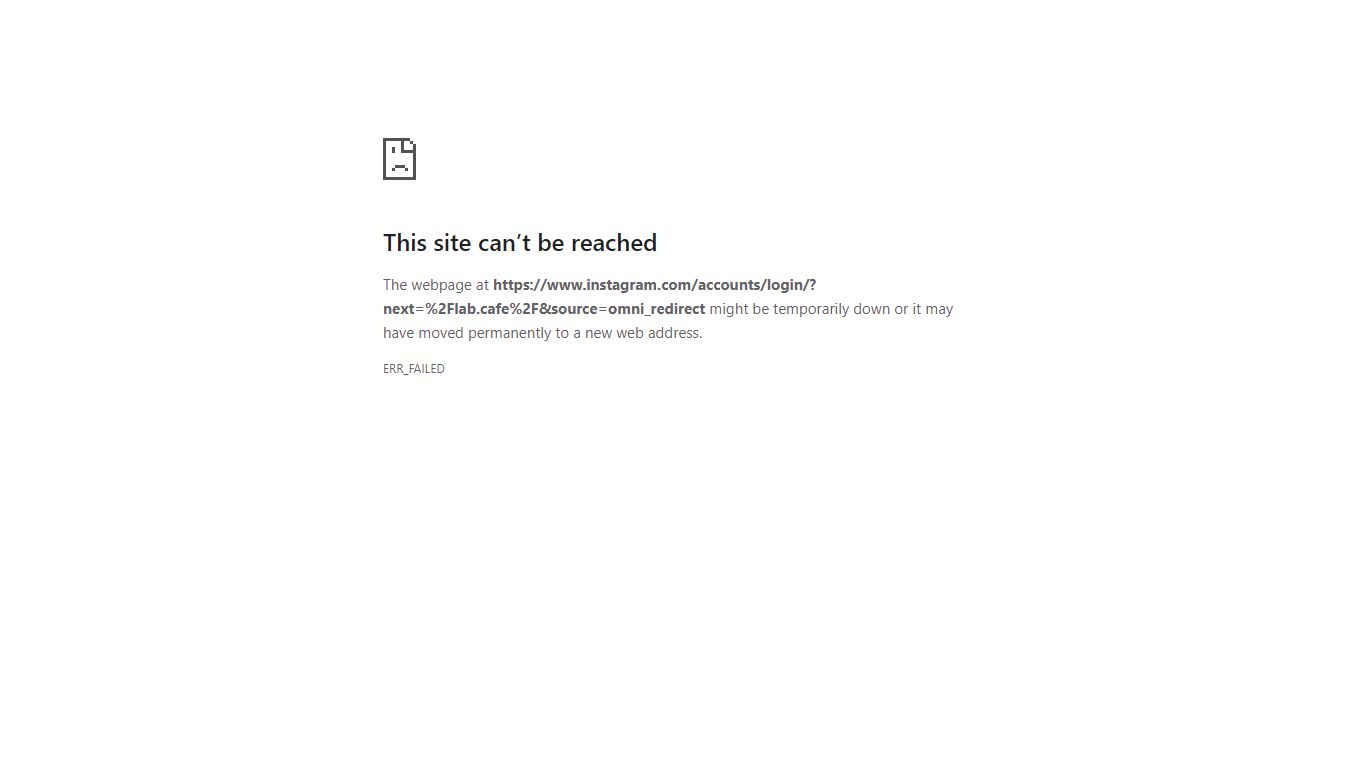 This site can’t be reached
The webpage at https://www.instagram.com/accounts/login/?
next=%2Flab.cafe%2F&source=omni_redirect might be temporarily down or it may
have moved permanently to a new web address.
ERR_FAILED